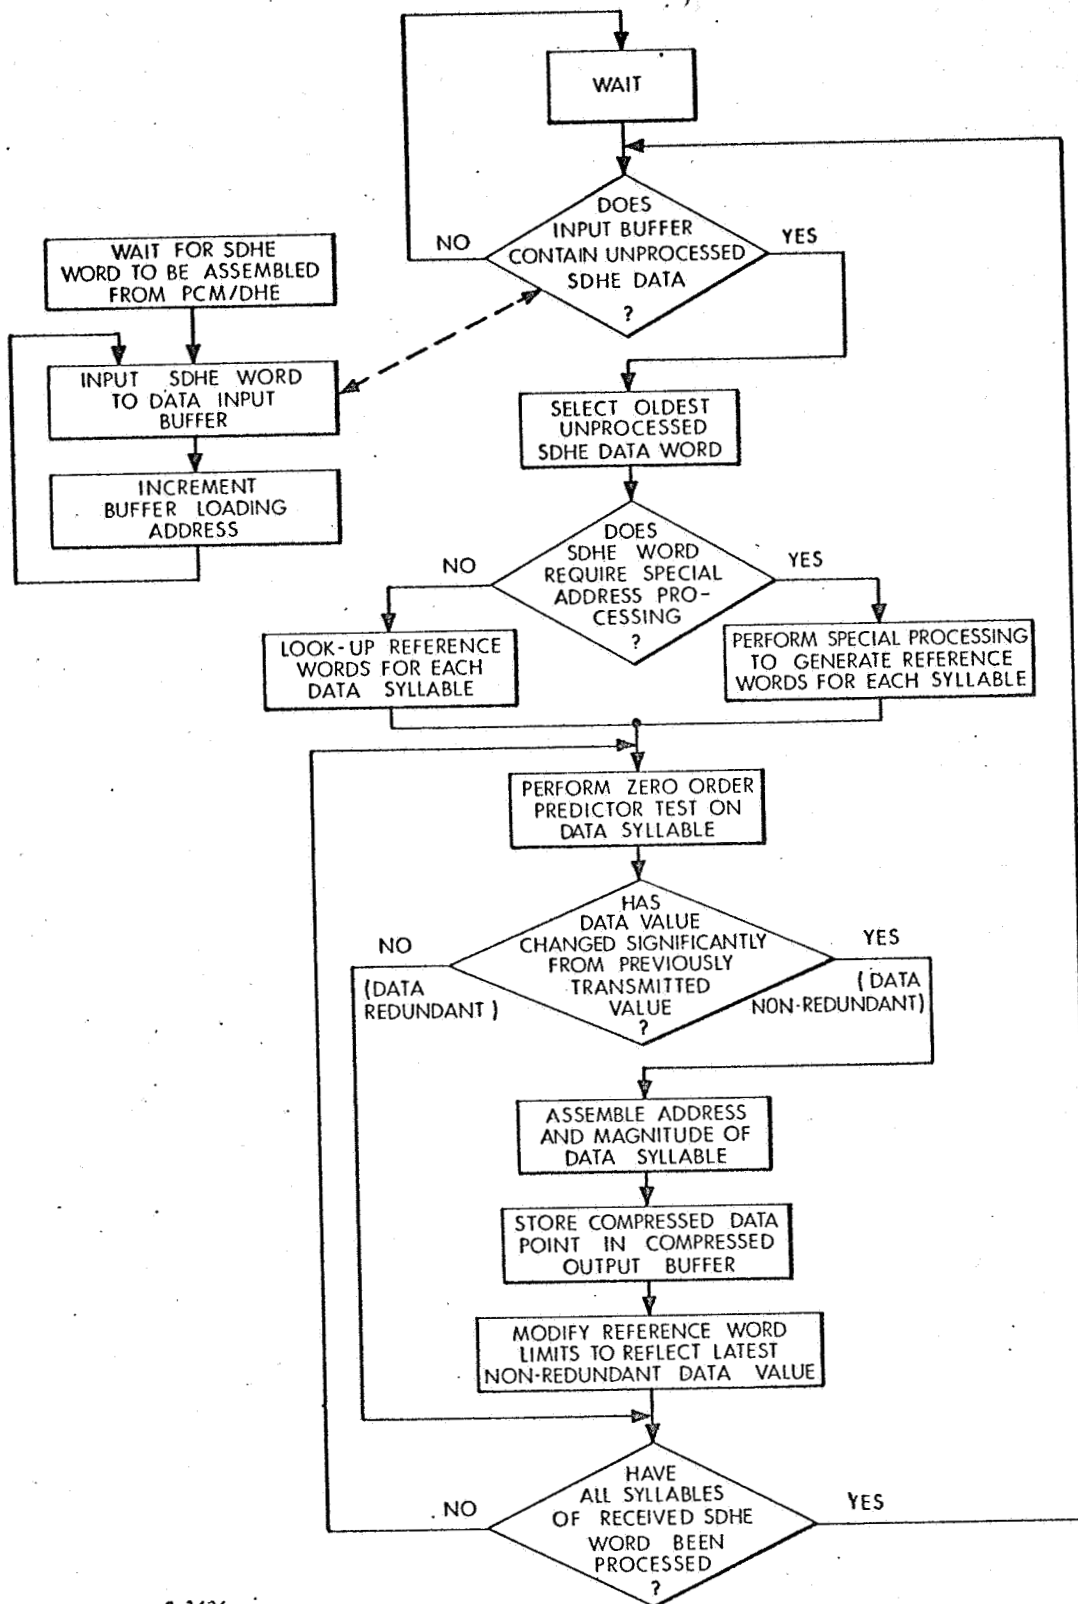 WAIT
DOES
INPUT BUFFER
CONTAIN UNPROCESSED
SDHE DATA
?
NO
YES
WAIT FOR SDHE
WORD TO BE ASSEMBLED
FROM PCM/DHE
INPUT SDHE WORD
TO DATA INPUT
BUFFER
INCREMENT
BUFFER LOADING
ADDRESS
SELECT OLDEST
UNPROCESSED
SDHE DATA WORD
DOES
SDHE WORD
REQUIRE SPECIAL
ADDRESS PRO-
CESSING
?
NO
YES
LOOK-UP REFERENCE
WORDS FOR EACH
DATA SYLLABLE
PERFORM SPECIAL PROCESSING
TO GENERATE REFERENCE
WORDS FOR EACH SYLLABLE
PERFORM ZERO ORDER
PREDICTOR TEST ON
DATA SYLLABLE
HAS
DATA VALUE
CHANGED SIGNIFICANTLY
FROM PREVIOUSLY
TRANSMITTED
VALUE
?
NO
(DATA
REDUNDANT)
YES
(DATA
NON-REDUNDANT)
ASSEMBLE ADDRESS
AND MAGNITUDE OF
DATA SYLLABLE
STORE COMPRESSED DATA
POINT IN COMPRESSED
OUTPUT BUFFER
MODIFY REFERENCE WORD
LIMITS TO REFLECT LATEST
NON-REDUNDANT DATA VALUE
HAVE
ALL SYLLABLES
OF RECEIVED SDHE
WORD BEEN
PROCESSED
?
NO
YES